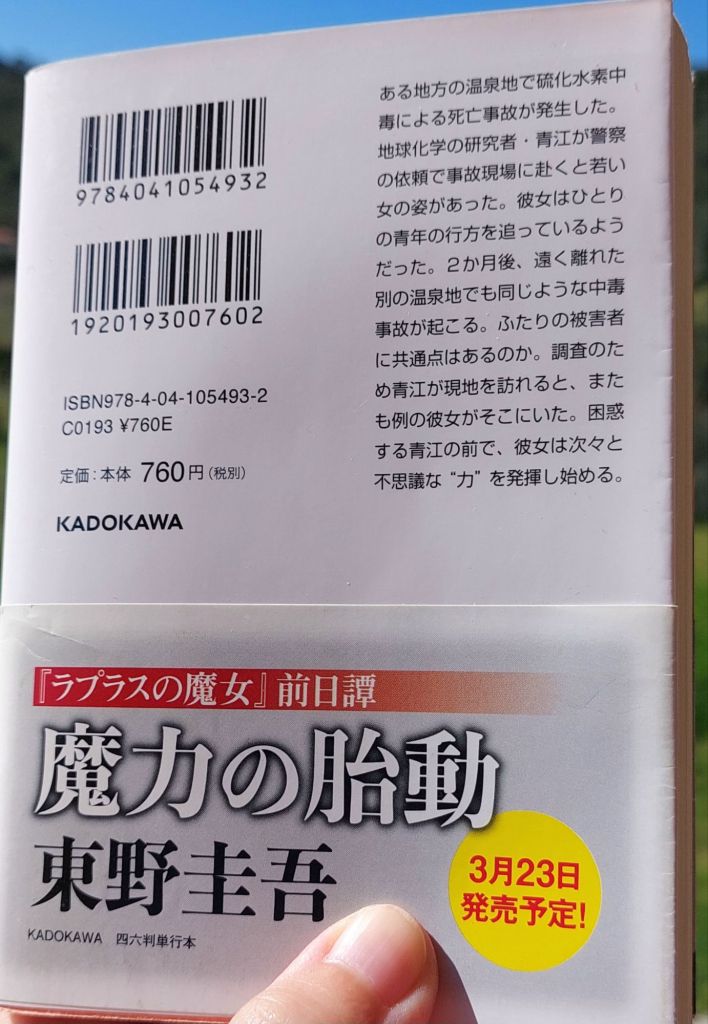 9784041054932
1920193007602
ISBN978-4-04-105493-2
C0193 ¥760E
定価：本体 760円（税別）
KADOKAWA
ある地方の温泉地で硫化水素中
毒による死亡事故が発生した。
地球化学の研究者・青江が警察
の依頼で事故現場に赴くと若い
女の姿があった。彼女はひとり
の青年の行方を追っているよう
だった。２か月後、遠く離れた
別の温泉地でも同じような中毒
事故が起こる。ふたりの被害者
に共通点はあるのか。調査のた
め青江が現地を訪れると、また
も例の彼女がそこにいた。困惑
する青江の前で、彼女は次々と
不思議な“力”を発揮し始める。
『ラプラスの魔女』前日譚
魔力の胎動
東野圭吾
3月23日
発売予定!
KADOKAWA 四六判単行本